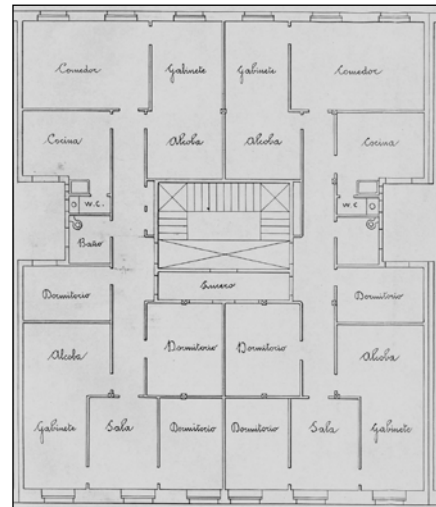 Comedor Gabinete Gabinete Comedor
Cocina Alcoba Alcoba Cocina
W.C. W.C
Baño
Dormitorio Lucero Dormitorio
Alcoba Dormitorio Dormitorio Alcoba
Gabinete Sala Dormitorio Dormitorio Sala Gabinete